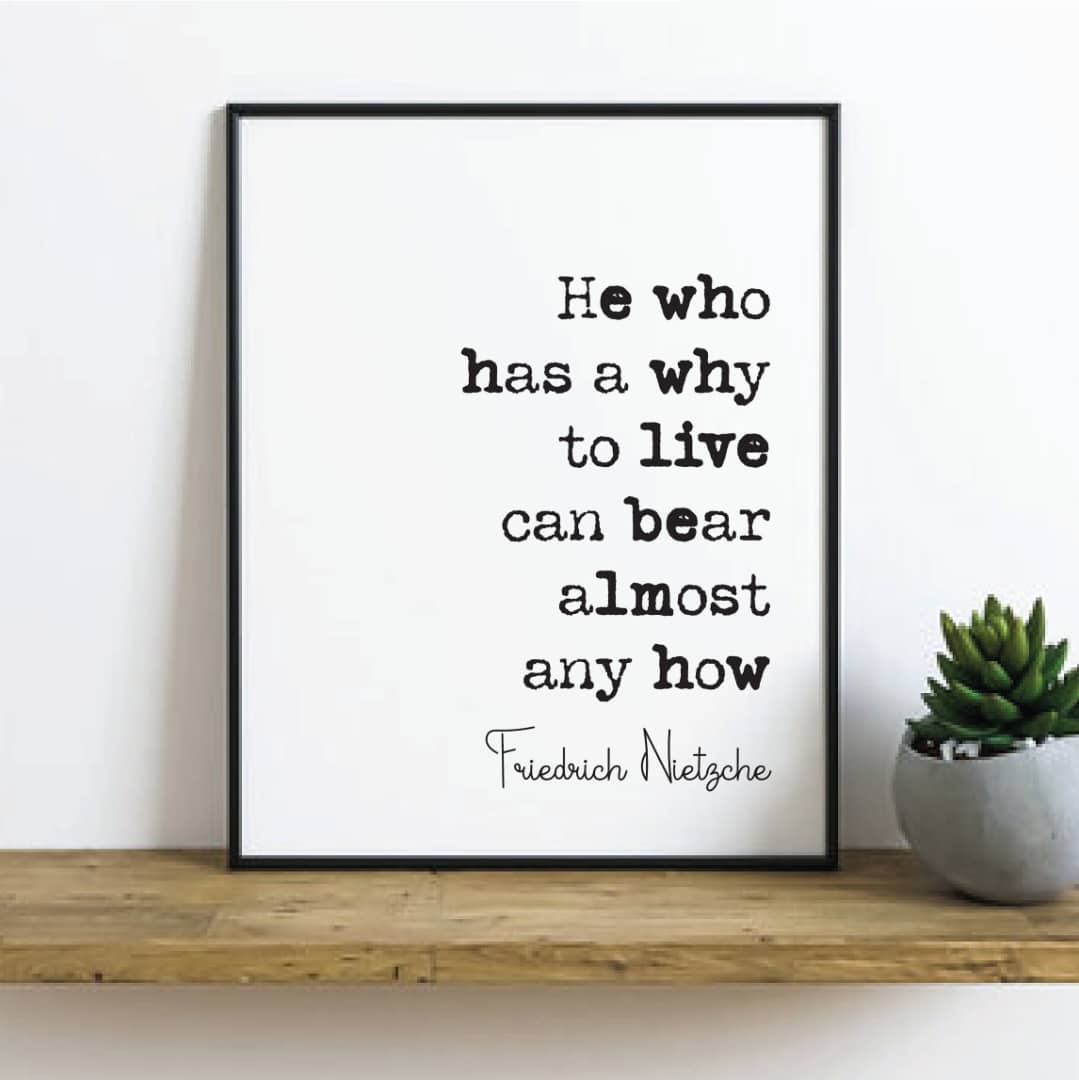 He who
has a why
to live
can bear
almost
any how
Friedrich Nietzche